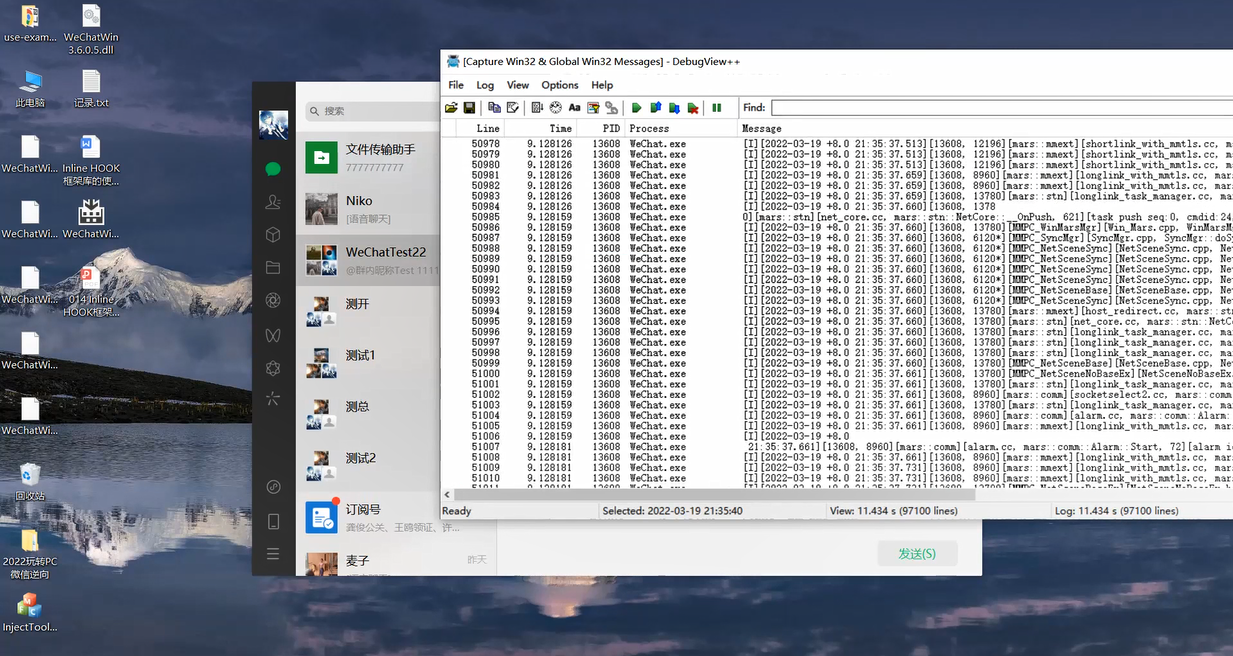 use-exam...
WeChatWin
3.6.0.5.dll
此电脑
记录.txt
WeChatWi...
Inline HOOK
框架库的使...
WeChatWi...
WeChatWi...
WeChatWi...
014 Inline
HOOK框架...
WeChatWi...
WeChatWi...
回收站
2022玩转PC
微信逆向
InjectTool...
搜索
文件传输助手
7777777777
Niko
[语音聊天]
WeChatTest22
@群内昵称Test 1111
测开
测试1
测总
测试2
订阅号
龚俊公关、王鸥领证、许...
麦子
昨天
发送(S)
[Capture Win32 & Global Win32 Messages] - DebugView++
File Log View Options Help
Find:
Line Time PID Process Message
50978 9.128126 13608 WeChat.exe [I][2022-03-19 +8.0 21:35:37.513][13608, 12196][mars::mmext][shortlink_with_mmtls.cc, m
50979 9.128126 13608 WeChat.exe [I][2022-03-19 +8.0 21:35:37.513][13608, 12196][mars::mmext][shortlink_with_mmtls.cc, m
50980 9.128126 13608 WeChat.exe [I][2022-03-19 +8.0 21:35:37.513][13608, 12196][mars::mmext][shortlink_with_mmtls.cc, m
50981 9.128126 13608 WeChat.exe [I][2022-03-19 +8.0 21:35:37.659][13608, 8960][mars::mmext][longlink_with_mmtls.cc, mar
50982 9.128126 13608 WeChat.exe [I][2022-03-19 +8.0 21:35:37.659][13608, 8960][mars::mmext][longlink_with_mmtls.cc, mar
50983 9.128126 13608 WeChat.exe [I][2022-03-19 +8.0 21:35:37.659][13608, 13780][mars::stn][longlink_task_manager.cc, ma
50984 9.128126 13608 WeChat.exe [I][2022-03-19 +8.0 21:35:37.660][13608, 1378
50985 9.128159 13608 WeChat.exe 0][mars::stn][net_core.cc, mars::stn::NetCore::__OnPush, 621][task push seq:0, cmdid:24,
50986 9.128159 13608 WeChat.exe [I][2022-03-19 +8.0 21:35:37.660][13608, 13780][MMPC_WinMarsMgr][Win_Mars.cpp, WinMarsM
50987 9.128159 13608 WeChat.exe [I][2022-03-19 +8.0 21:35:37.660][13608, 6120*][MMPC_SyncMgr][SyncMgr.cpp, SyncMgr::doS
50988 9.128159 13608 WeChat.exe [I][2022-03-19 +8.0 21:35:37.660][13608, 6120*][MMPC_NetSceneSync][NetSceneSync.cpp, Ne
50989 9.128159 13608 WeChat.exe [I][2022-03-19 +8.0 21:35:37.660][13608, 6120*][MMPC_NetSceneSync][NetSceneSync.cpp, Ne
50990 9.128159 13608 WeChat.exe [I][2022-03-19 +8.0 21:35:37.660][13608, 6120*][MMPC_NetSceneSync][NetSceneSync.cpp, Ne
50991 9.128159 13608 WeChat.exe [I][2022-03-19 +8.0 21:35:37.660][13608, 6120*][MMPC_NetSceneSync][NetSceneSync.cpp, Ne
50992 9.128159 13608 WeChat.exe [I][2022-03-19 +8.0 21:35:37.660][13608, 6120*][MMPC_NetSceneBase][NetSceneBase.cpp, Ne
50993 9.128159 13608 WeChat.exe [I][2022-03-19 +8.0 21:35:37.660][13608, 6120*][MMPC_NetSceneSync][NetSceneSync.cpp, Ne
50994 9.128159 13608 WeChat.exe [I][2022-03-19 +8.0 21:35:37.660][13608, 13780][mars::mmext][host_redirect.cc, mars::st
50995 9.128159 13608 WeChat.exe [I][2022-03-19 +8.0 21:35:37.660][13608, 13780][mars::stn][net_core.cc, mars::stn::NetC
50996 9.128159 13608 WeChat.exe [I][2022-03-19 +8.0 21:35:37.660][13608, 13780][mars::stn][longlink_task_manager.cc, ma
50997 9.128159 13608 WeChat.exe [I][2022-03-19 +8.0 21:35:37.660][13608, 13780][mars::stn][longlink_task_manager.cc, ma
50998 9.128159 13608 WeChat.exe [I][2022-03-19 +8.0 21:35:37.660][13608, 13780][mars::stn][longlink_task_manager.cc, ma
50999 9.128159 13608 WeChat.exe [I][2022-03-19 +8.0 21:35:37.660][13608, 13780][MMPC_NetSceneBase][NetSceneBase.cpp, Ne
51000 9.128159 13608 WeChat.exe [I][2022-03-19 +8.0 21:35:37.661][13608, 13780][MMPC_NetSceneNoBaseEx][NetSceneNoBaseEx.
51001 9.128159 13608 WeChat.exe [I][2022-03-19 +8.0 21:35:37.661][13608, 13780][mars::stn][longlink_task_manager.cc, ma
51002 9.128159 13608 WeChat.exe [I][2022-03-19 +8.0 21:35:37.661][13608, 8960][mars::comm][socketselect2.cc, mars::comm
51003 9.128159 13608 WeChat.exe [I][2022-03-19 +8.0 21:35:37.661][13608, 13780][mars::stn][longlink_task_manager.cc, ma
51004 9.128159 13608 WeChat.exe [I][2022-03-19 +8.0 21:35:37.661][13608, 8960][mars::comm][alarm.cc, mars::comm::Alarm:
51005 9.128159 13608 WeChat.exe [I][2022-03-19 +8.0 21:35:37.661][13608, 8960][mars::mmext][longlink_with_mmtls.cc, mar
51006 9.128159 13608 WeChat.exe [I][2022-03-19 +8.0
51007 9.128181 13608 WeChat.exe 21:35:37.661][13608, 8960][mars::comm][alarm.cc, mars::comm::Alarm::Start, 72][alarm id
51008 9.128181 13608 WeChat.exe [I][2022-03-19 +8.0 21:35:37.661][13608, 8960][mars::mmext][longlink_with_mmtls.cc, mar
51009 9.128181 13608 WeChat.exe [I][2022-03-19 +8.0 21:35:37.731][13608, 8960][mars::mmext][longlink_with_mmtls.cc, mar
51010 9.128181 13608 WeChat.exe [I][2022-03-19 +8.0 21:35:37.731][13608, 8960][mars::mmext][longlink_with_mmtls.cc, mar
Ready
Selected: 2022-03-19 21:35:40
View: 11.434 s (97100 lines)
Log: 11.434 s (97100 lines)